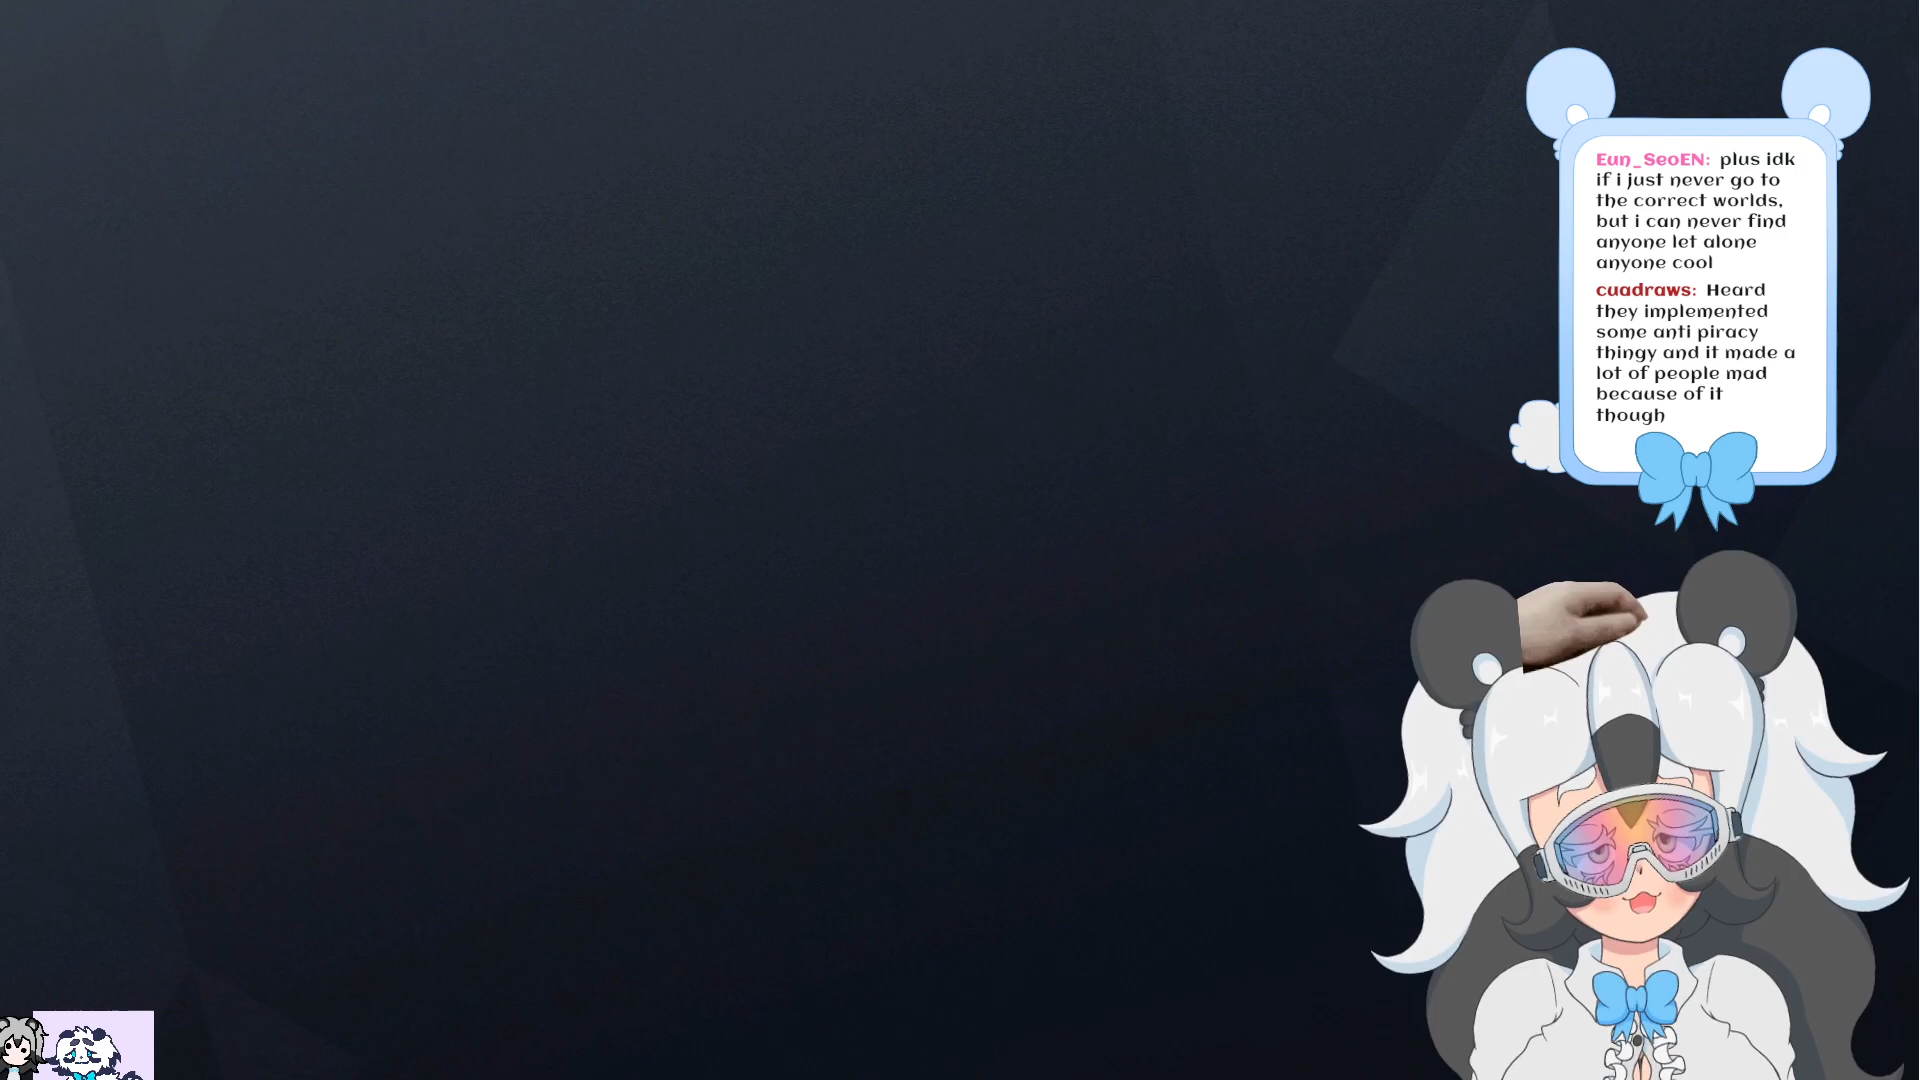 Eun_SeoEN: plus idk
if i just never go to
the correct worlds,
but i can never find
anyone let alone
anyone cool
cuadraws: Heard
they implemented
some anti piracy
thingy and it made a
lot of people mad
because of it
though